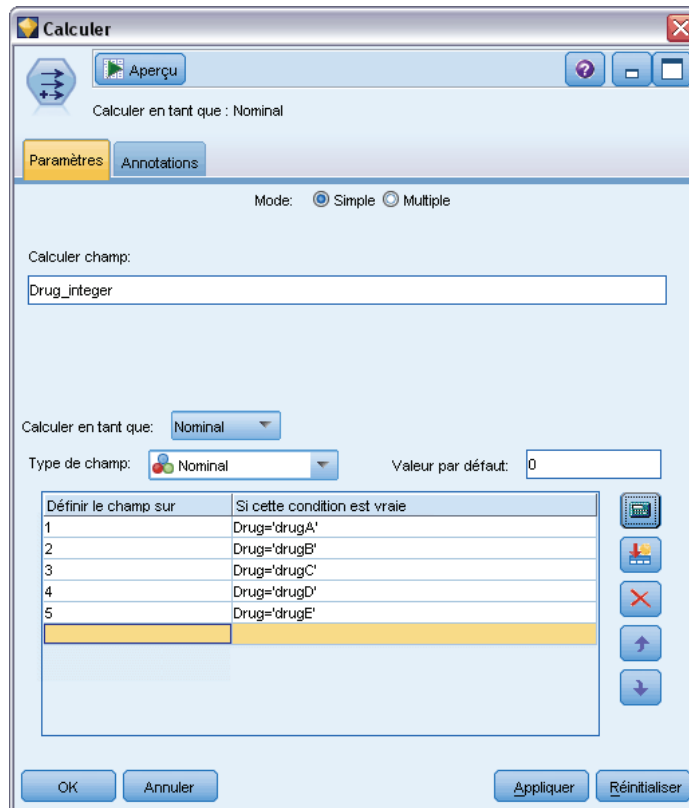 Calculer
Aperçu
Calculer en tant que : Nominal
Paramètres Annotations
Mode: Simple Multiple
Calculer champ:
Drug_integer
Calculer en tant que: Nominal
Type de champ: Nominal Valeur par défaut: 0
Définir le champ sur Si cette condition est vraie
1 Drug='drugA'
2 Drug='drugB'
3 Drug='drugC'
4 Drug='drugD'
5 Drug='drugE'
OK Annuler Appliquer Réinitialiser